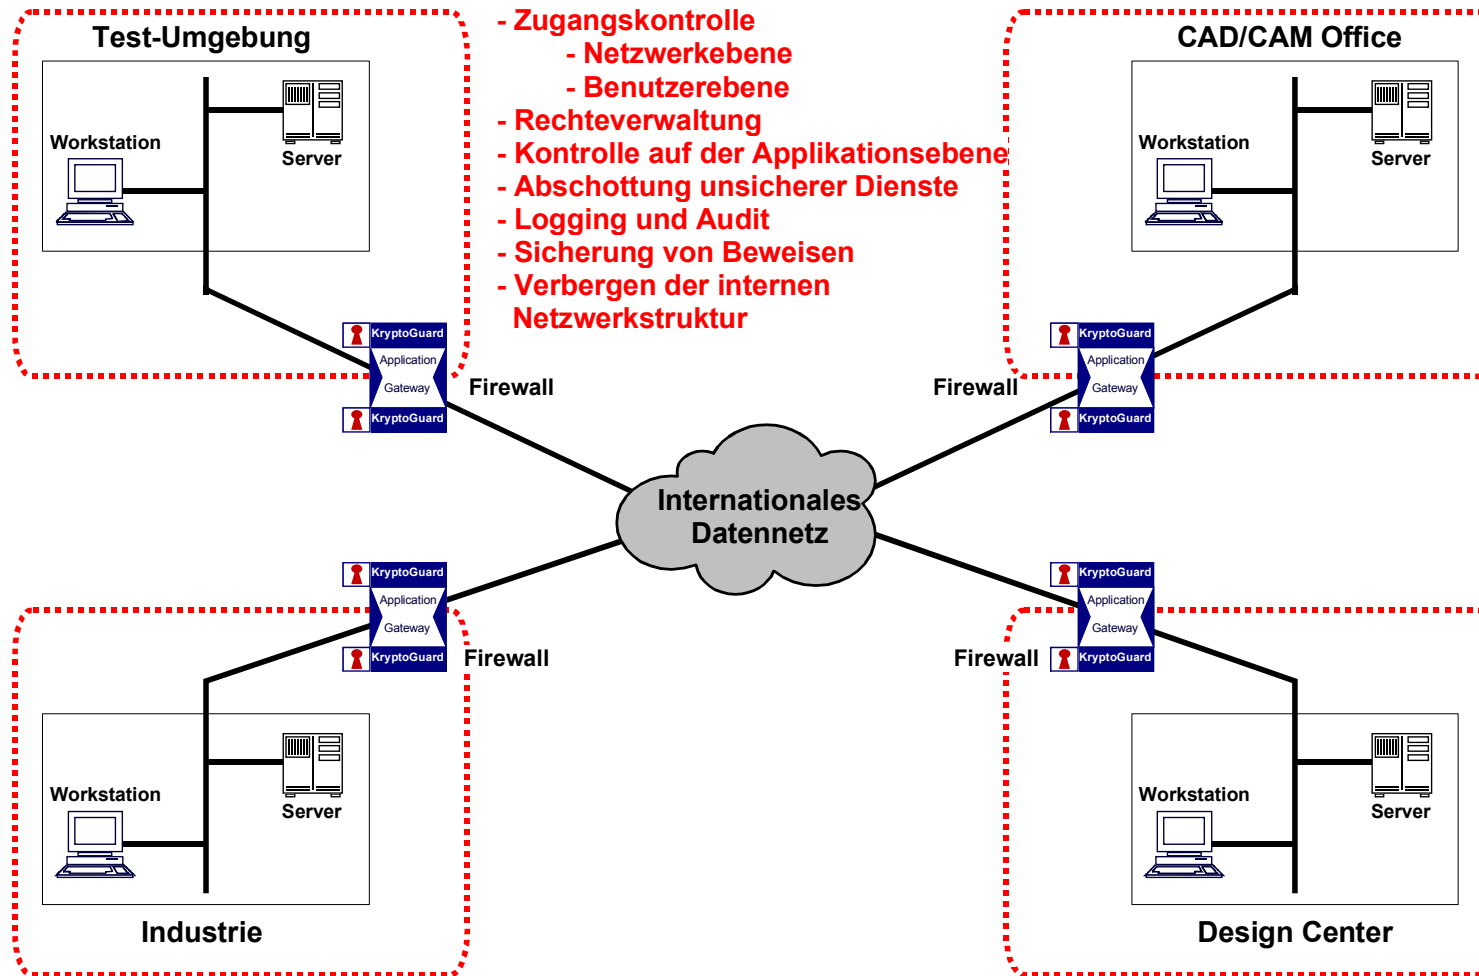 Test-Umgebung
Workstation
Server
- Zugangskontrolle
- Netzwerkebene
- Benutzerebene
- Rechteverwaltung
- Kontrolle auf der Applikationsebene
- Abschottung unsicherer Dienste
- Logging und Audit
- Sicherung von Beweisen
- Verbergen der internen
Netzwerkstruktur
CAD/CAM Office
Workstation
Server
KryptoGuard
Application
Gateway
KryptoGuard
Firewall
Firewall
KryptoGuard
Application
Gateway
KryptoGuard
Internationales
Datennetz
KryptoGuard
Application
Gateway
KryptoGuard
Firewall
Firewall
KryptoGuard
Application
Gateway
KryptoGuard
Workstation
Server
Industrie
Workstation
Server
Design Center